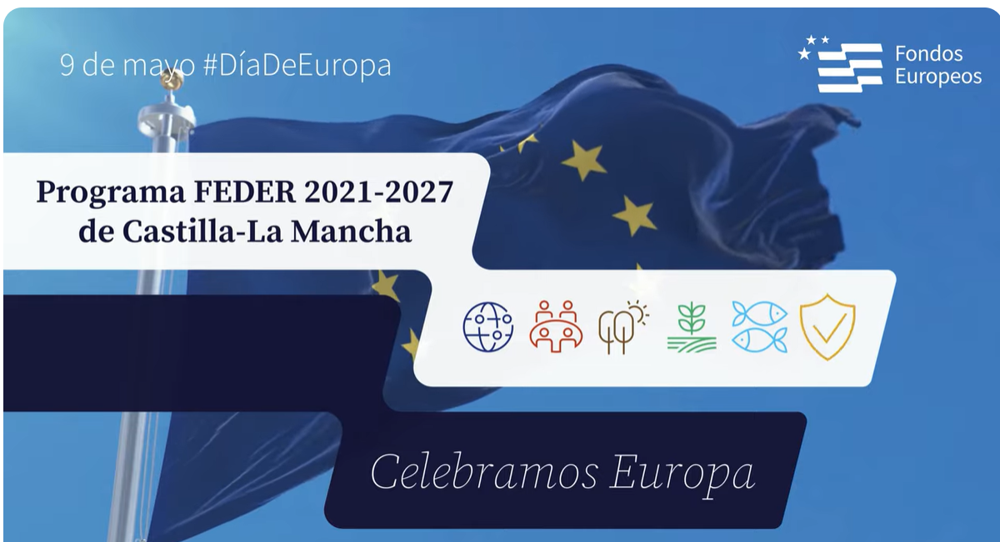 9 de mayo #DíaDeEuropa
Fondos
Europeos
Programa FEDER 2021-2027
de Castilla-La Mancha
Celebramos Europa